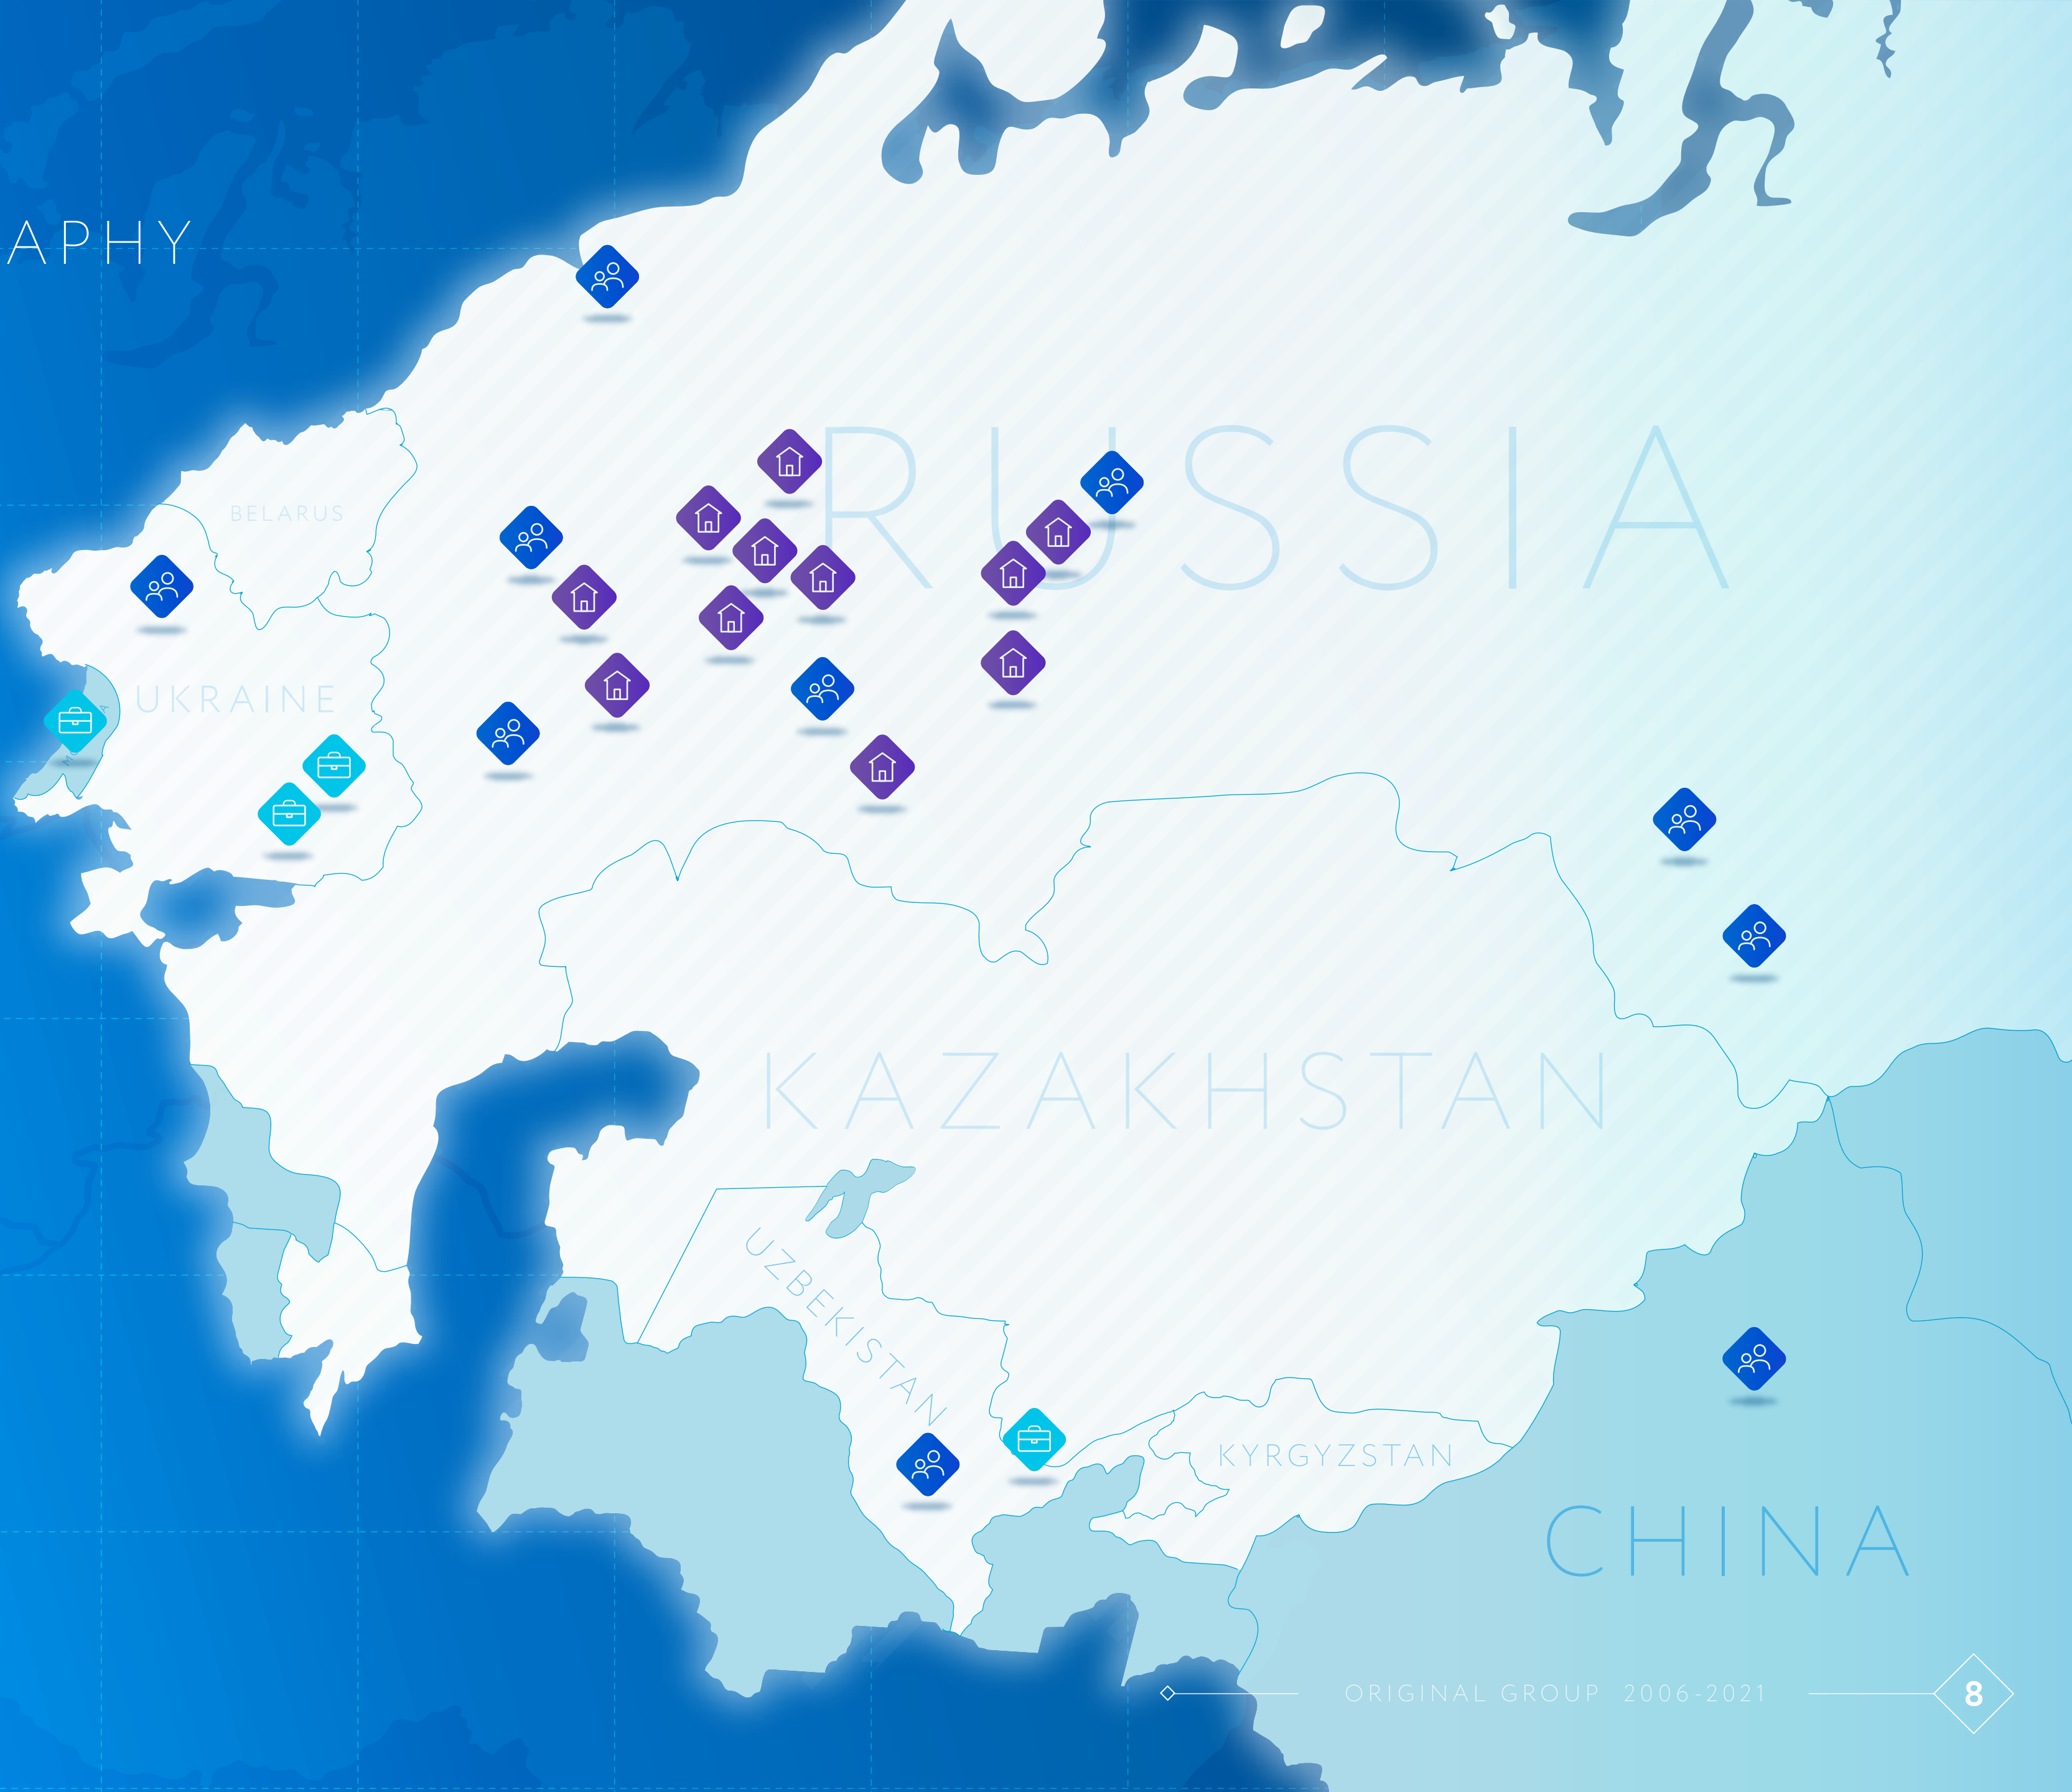 APHY
RUSSIA
BELARUS
UKRAINE
KAZAKHSTAN
UZBEKISTAN
KYRGYZSTAN
CHINA
ORIGINAL GROUP 2006-2021
8